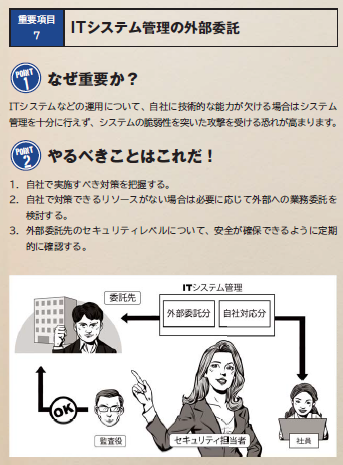 重要項目
7
ITシステム管理の外部委託
POINT
1
なぜ重要か？
ITシステムなどの運用について、自社に技術的な能力が欠ける場合はシステム
管理を十分に行えず、システムの脆弱性を突いた攻撃を受ける恐れが高まります。
POINT
2
やるべきことはこれだ！
1. 自社で実施すべき対策を把握する。
2. 自社で対策できるリソースがない場合は必要に応じて外部への業務委託を
検討する。
3. 外部委託先のセキュリティレベルについて、安全が確保できるように定期
的に確認する。
ITシステム管理
委託先
外部委託分
自社対応分
OK
監査役
セキュリティ担当者
社員